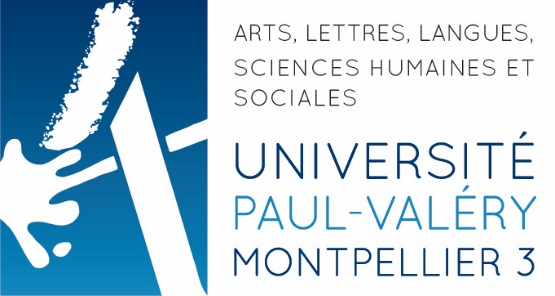 ARTS, LETTRES, LANGUES,
SCIENCES HUMAINES ET
SOCIALES
UNIVERSITÉ
PAUL-VALÉRY
MONTPELLIER 3